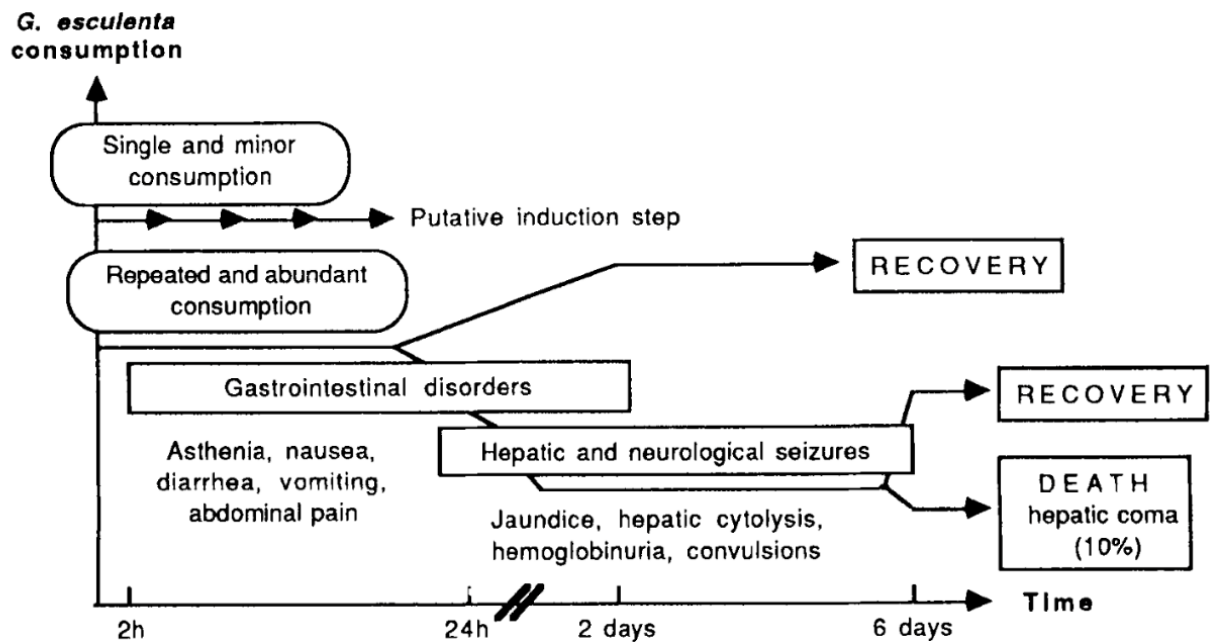 G. esculenta
consumption
Single and minor
consumption
Putative induction step
Repeated and abundant
consumption
RECOVERY
Gastrointestinal disorders
RECOVERY
Asthenia, nausea,
diarrhea, vomiting,
abdominal pain
Hepatic and neurological seizures
Jaundice, hepatic cytolysis,
hemoglobinuria, convulsions
DEATH
hepatic coma
(10%)
Time
2h
24h
2 days
6 days